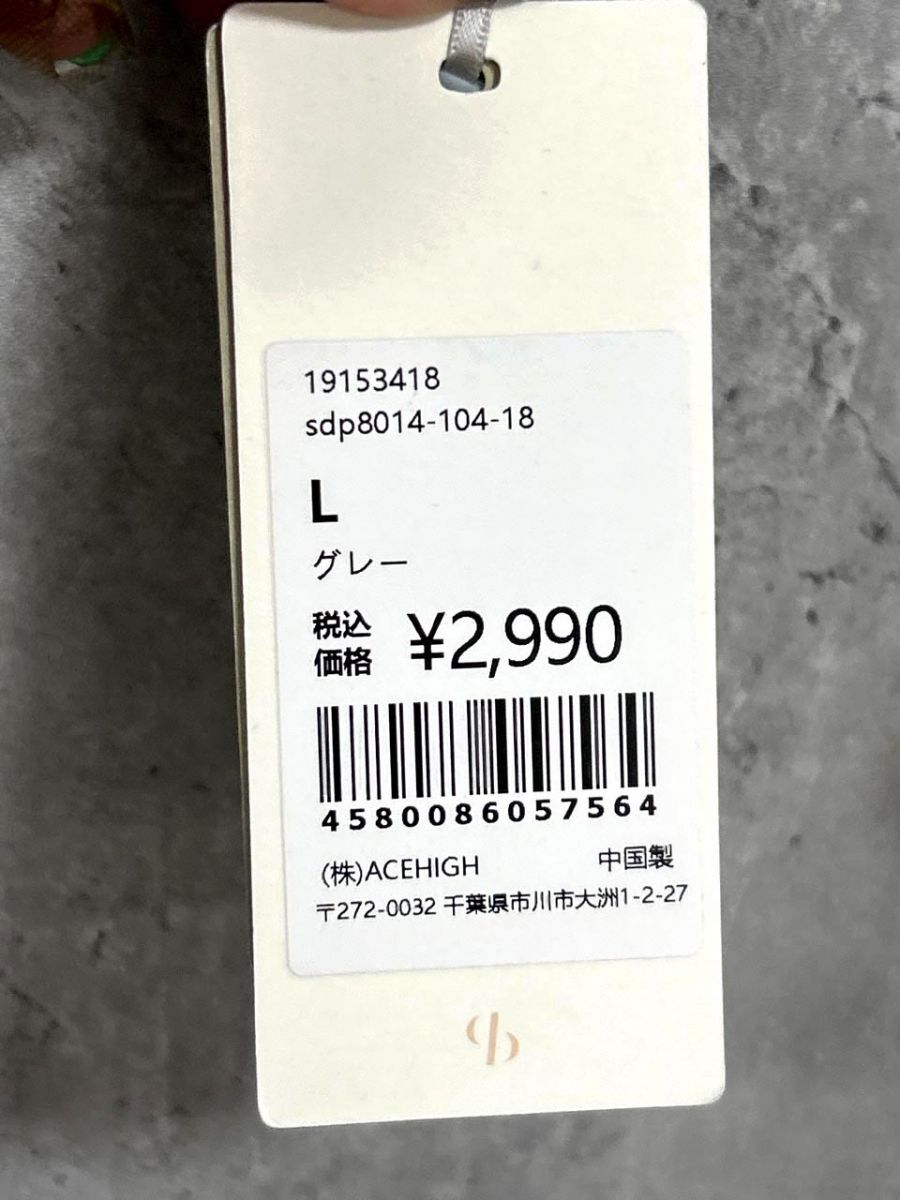 19153418
sdp8014-104-18
L
グレー
税込
価格 ¥2,990
4580086057564
(株)ACEHIGH 中国製
〒272-0032 千葉県市川市大洲1-2-27